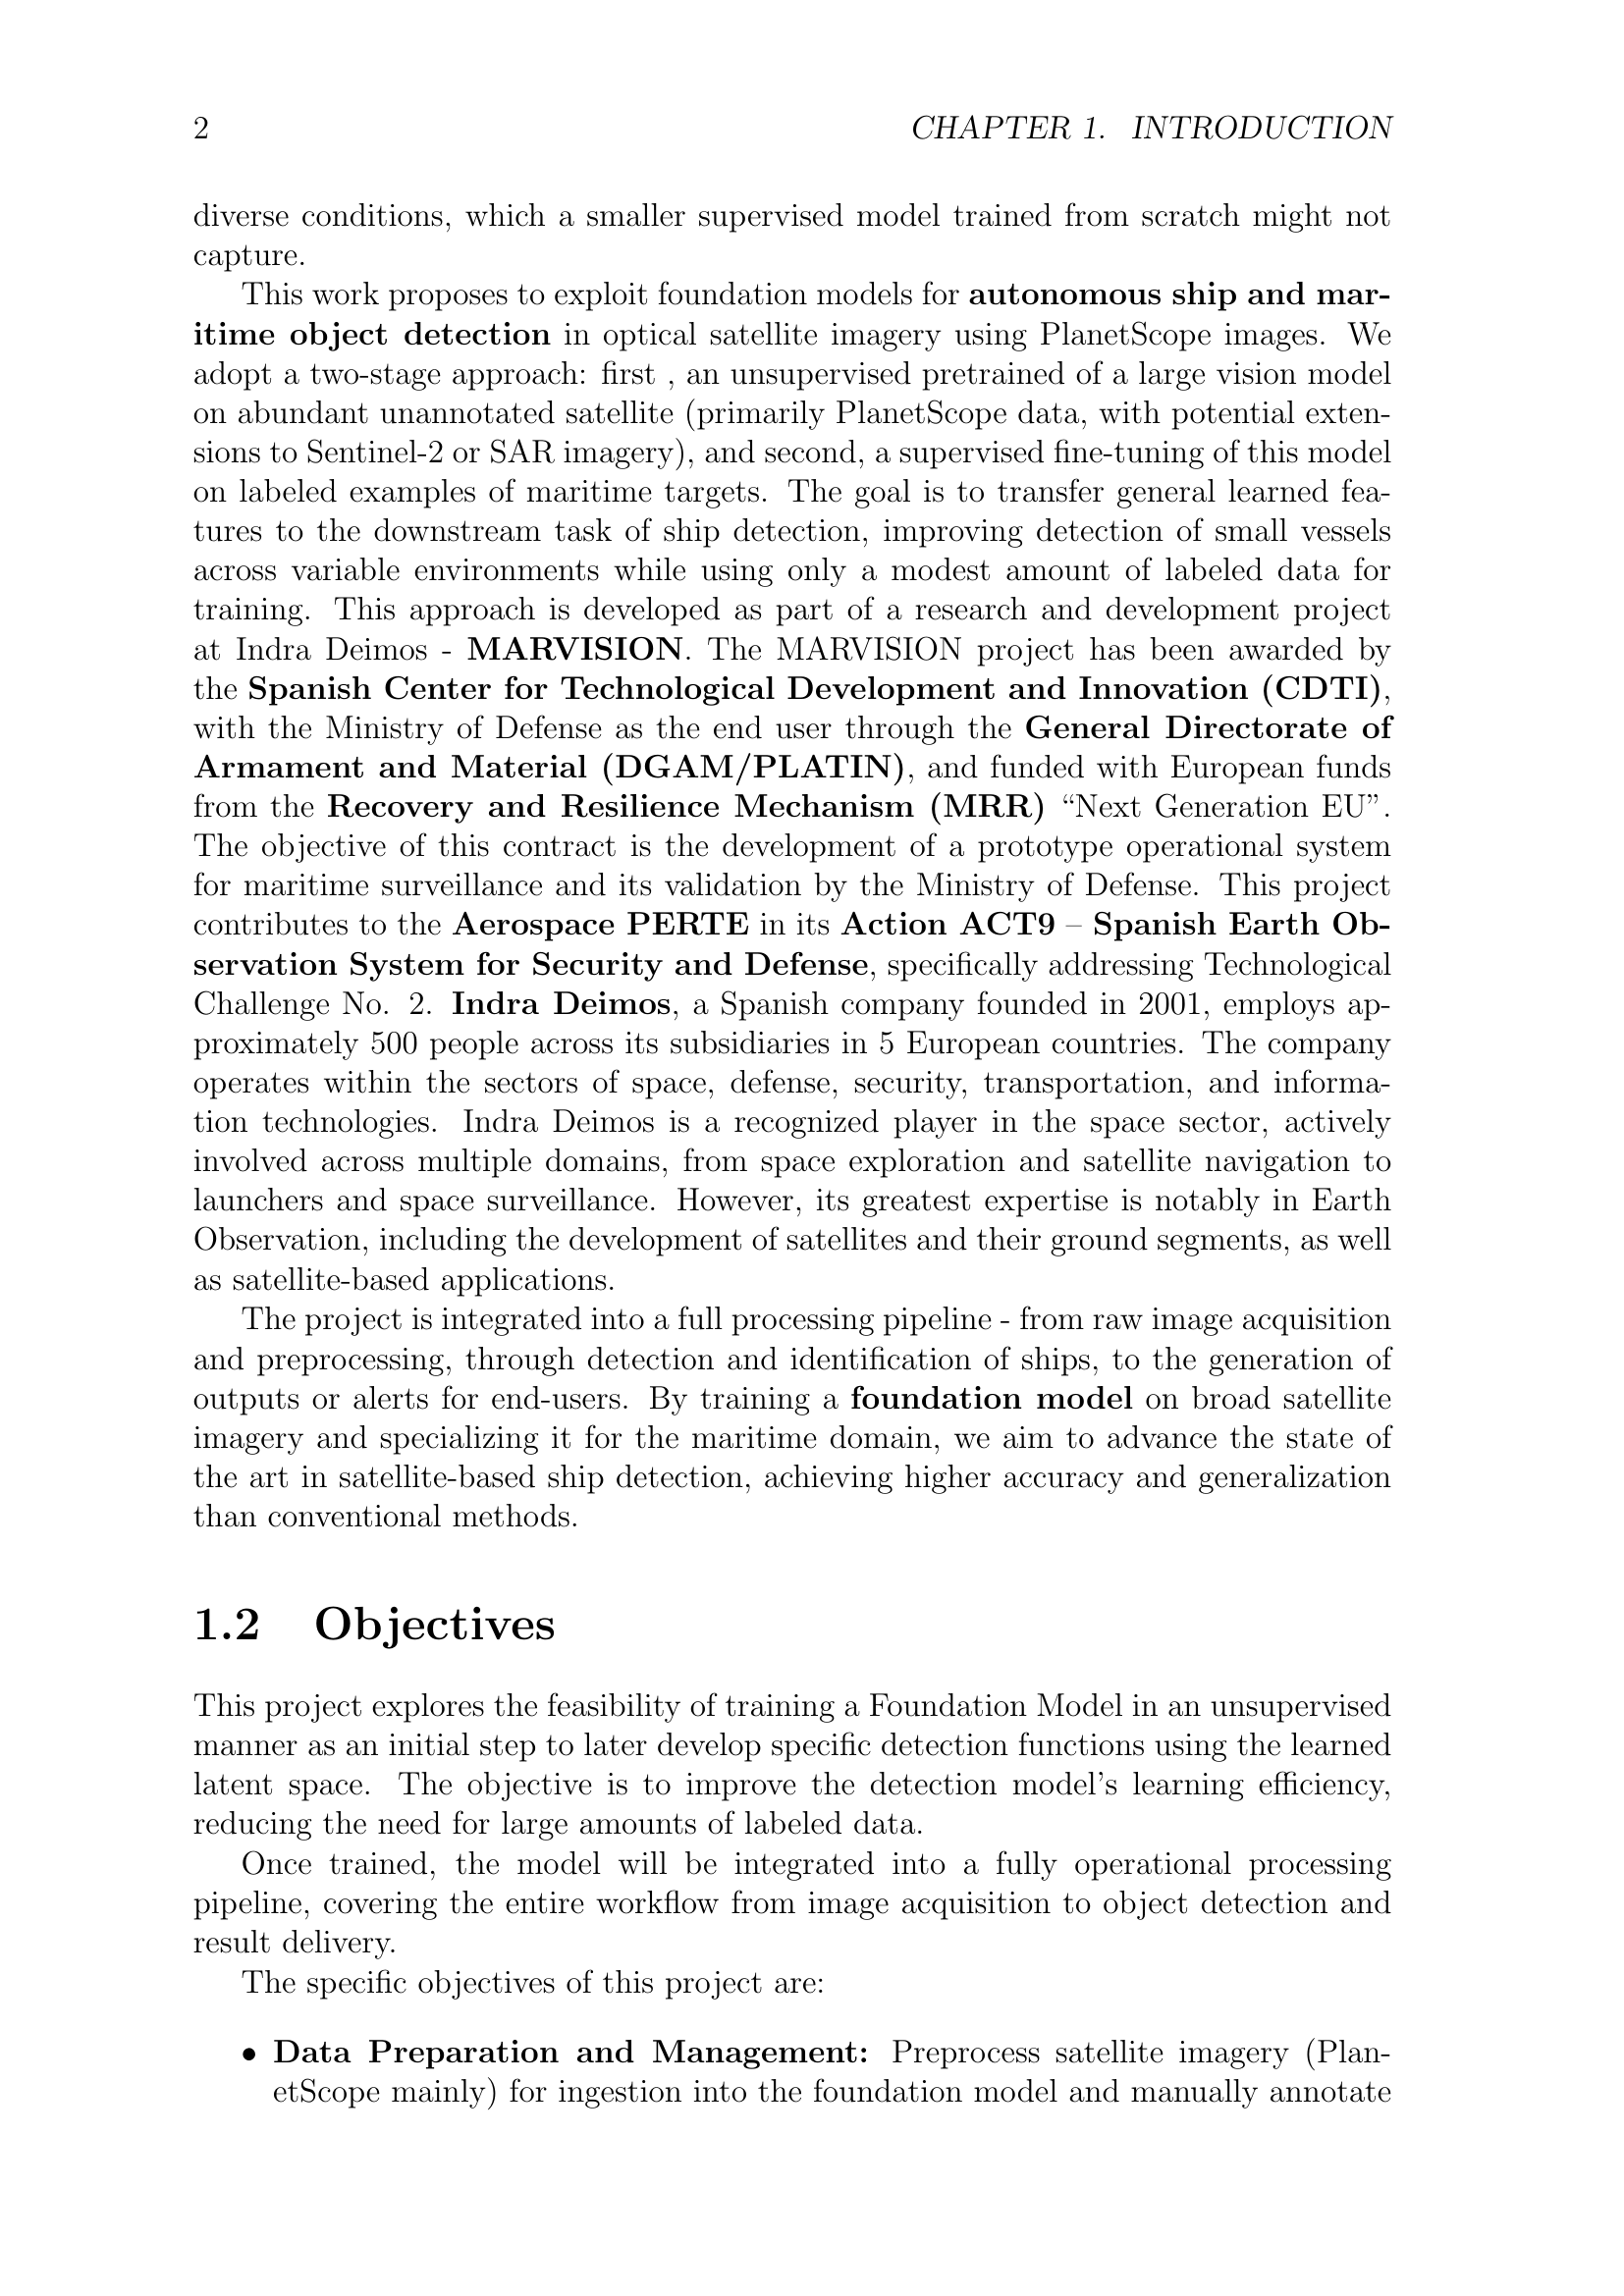 2 CHAPTER 1. INTRODUCTION
diverse conditions, which a smaller supervised model trained from scratch might not
capture.
This work proposes to exploit foundation models for autonomous ship and mar-
itime object detection in optical satellite imagery using PlanetScope images. We
adopt a two-stage approach: first , an unsupervised pretrained of a large vision model
on abundant unannotated satellite (primarily PlanetScope data, with potential exten-
sions to Sentinel-2 or SAR imagery), and second, a supervised fine-tuning of this model
on labeled examples of maritime targets. The goal is to transfer general learned fea-
tures to the downstream task of ship detection, improving detection of small vessels
across variable environments while using only a modest amount of labeled data for
training. This approach is developed as part of a research and development project
at Indra Deimos - MARVISION. The MARVISION project has been awarded by
the Spanish Center for Technological Development and Innovation (CDTI),
with the Ministry of Defense as the end user through the General Directorate of
Armament and Material (DGAM/PLATIN), and funded with European funds
from the Recovery and Resilience Mechanism (MRR) “Next Generation EU”.
The objective of this contract is the development of a prototype operational system
for maritime surveillance and its validation by the Ministry of Defense. This project
contributes to the Aerospace PERTE in its Action ACT9 – Spanish Earth Ob-
servation System for Security and Defense, specifically addressing Technological
Challenge No. 2. Indra Deimos, a Spanish company founded in 2001, employs ap-
proximately 500 people across its subsidiaries in 5 European countries. The company
operates within the sectors of space, defense, security, transportation, and informa-
tion technologies. Indra Deimos is a recognized player in the space sector, actively
involved across multiple domains, from space exploration and satellite navigation to
launchers and space surveillance. However, its greatest expertise is notably in Earth
Observation, including the development of satellites and their ground segments, as well
as satellite-based applications.
The project is integrated into a full processing pipeline - from raw image acquisition
and preprocessing, through detection and identification of ships, to the generation of
outputs or alerts for end-users. By training a foundation model on broad satellite
imagery and specializing it for the maritime domain, we aim to advance the state of
the art in satellite-based ship detection, achieving higher accuracy and generalization
than conventional methods.
1.2 Objectives
This project explores the feasibility of training a Foundation Model in an unsupervised
manner as an initial step to later develop specific detection functions using the learned
latent space. The objective is to improve the detection model’s learning efficiency,
reducing the need for large amounts of labeled data.
Once trained, the model will be integrated into a fully operational processing
pipeline, covering the entire workflow from image acquisition to object detection and
result delivery.
The specific objectives of this project are:
• Data Preparation and Management: Preprocess satellite imagery (Plan-
etScope mainly) for ingestion into the foundation model and manually annotate